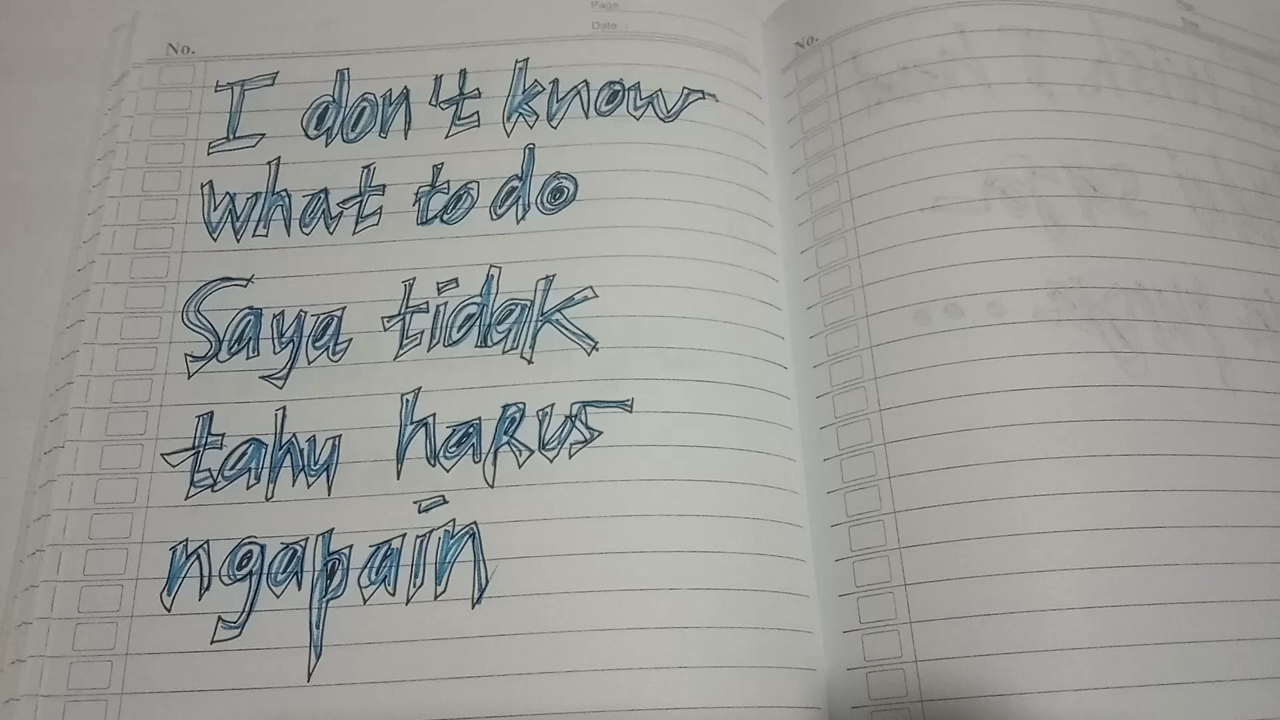 Page
Date
No.
I don't know
what to do
Saya tidak
tahu harus
ngapain
No.